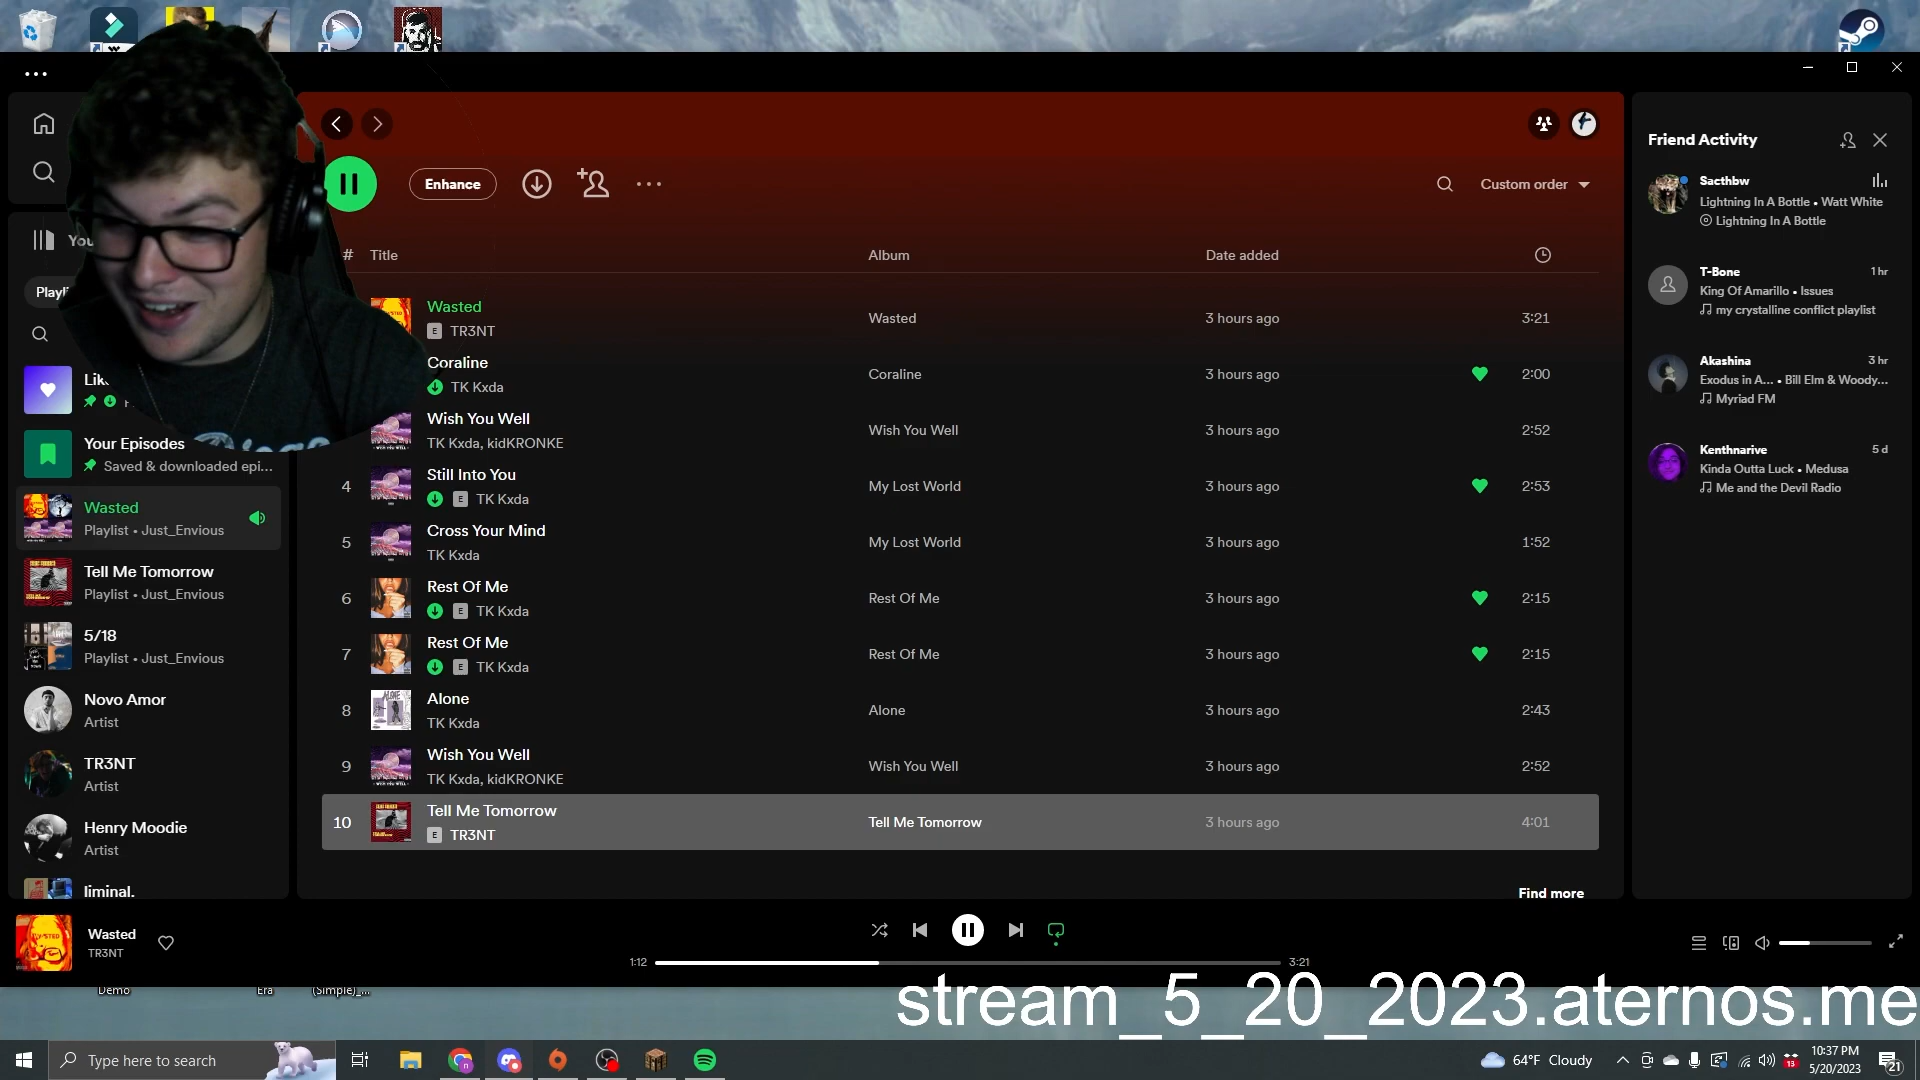 Enhance
Custom order
# Title Album Date added
Wasted
E TR3NT
Wasted 3 hours ago 3:21
Coraline
TK Kxda
Coraline 3 hours ago 2:00
Wish You Well
TK Kxda, kidKRONKE
Wish You Well 3 hours ago 2:52
4
Still Into You
E TK Kxda
My Lost World 3 hours ago 2:53
5
Cross Your Mind
TK Kxda
My Lost World 3 hours ago 1:52
6
Rest Of Me
E TK Kxda
Rest Of Me 3 hours ago 2:15
7
Rest Of Me
E TK Kxda
Rest Of Me 3 hours ago 2:15
8
Alone
TK Kxda
Alone 3 hours ago 2:43
9
Wish You Well
TK Kxda, kidKRONKE
Wish You Well 3 hours ago 2:52
10
Tell Me Tomorrow
E TR3NT
Tell Me Tomorrow 3 hours ago 4:01
Find more
You
Playli
Lik
Your Episodes
Saved & downloaded epi...
Wasted
Playlist • Just_Envious
Tell Me Tomorrow
Playlist • Just_Envious
5/18
Playlist • Just_Envious
Novo Amor
Artist
TR3NT
Artist
Henry Moodie
Artist
liminal.
Friend Activity
Sacthbw
Lightning In A Bottle • Watt White
Lightning In A Bottle
T-Bone 1 hr
King Of Amarillo • Issues
my crystalline conflict playlist
Akashina 3 hr
Exodus in A... • Bill Elm & Woody...
Myriad FM
Kenthnarive 5 d
Kinda Outta Luck • Medusa
Me and the Devil Radio
Wasted
TR3NT
1:12 3:21
Demo Era (Simple)_...
stream_5_20_2023.aternos.me
Type here to search
64°F Cloudy
13
10:37 PM
5/20/2023
21